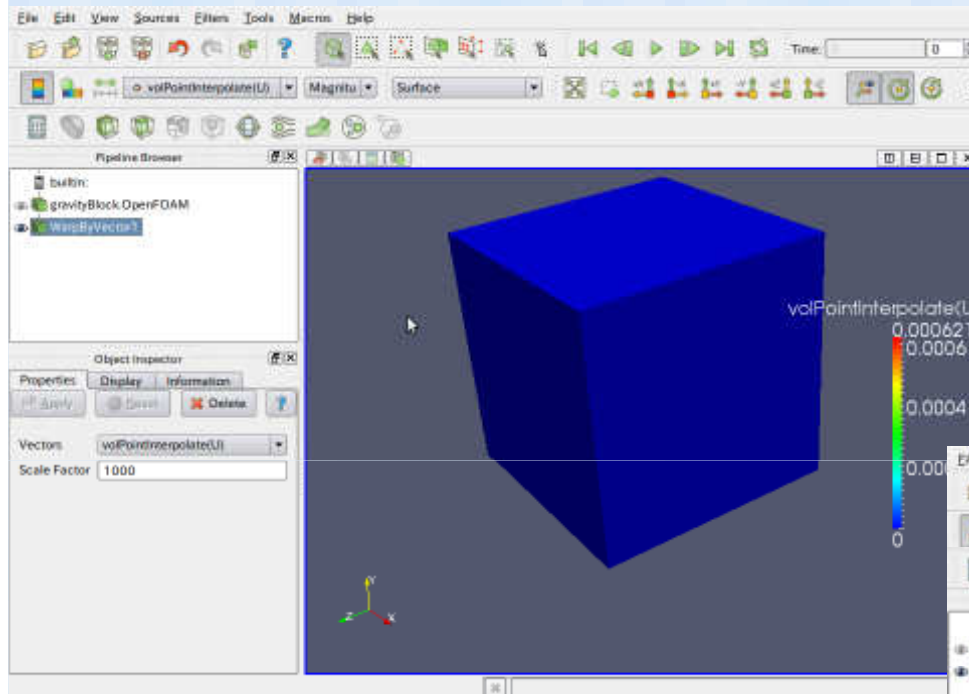 File Edit View Sources Filters Tools Macros Help
Time: 0
volPointInterpolate(U) Magnitu Surface
Pipeline Browser
builtin:
gravityBlock.OpenFOAM
WarpByVector1
Object Inspector
Properties Display Information
Apply Reset Delete ?
Vectors volPointInterpolate(U)
Scale Factor 1000
volPointInterpolate(U
0.000621
0.0006
0.0004
0.00
0
Y
Z X